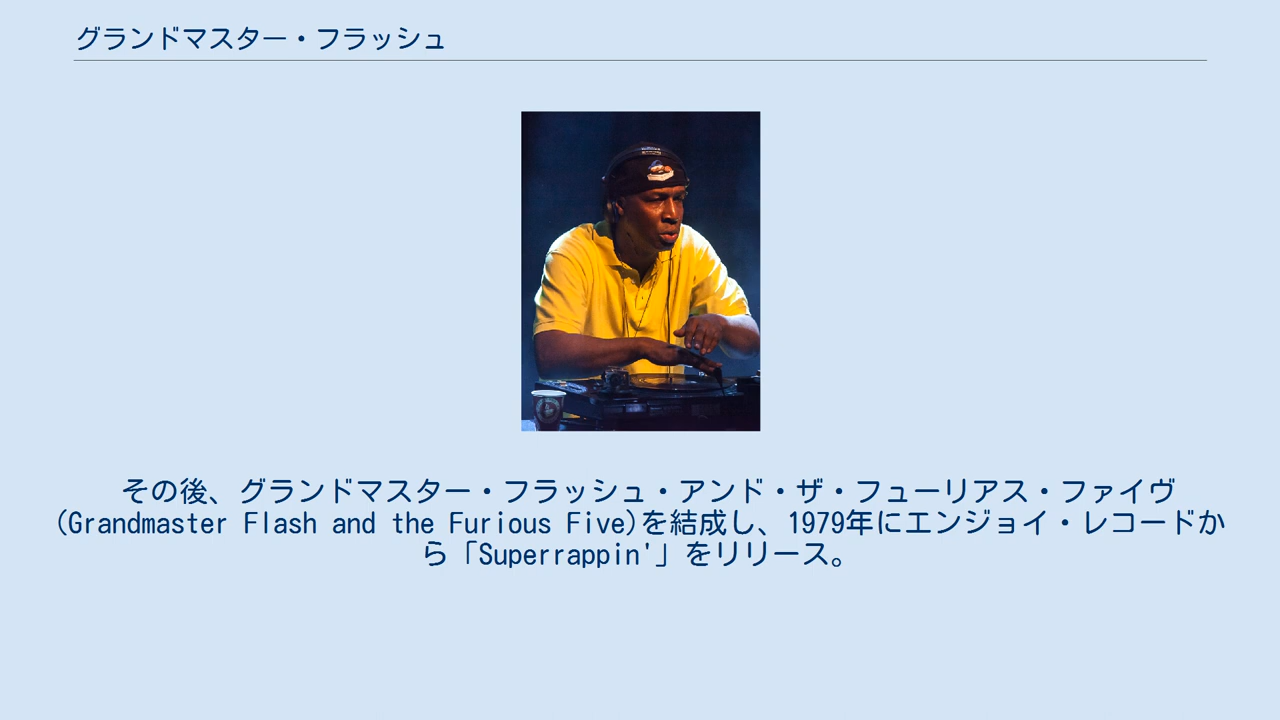 グランドマスター・フラッシュ
その後、グランドマスター・フラッシュ・アンド・ザ・フューリアス・ファイヴ
(Grandmaster Flash and the Furious Five)を結成し、1979年にエンジョイ・レコードか
ら「Superrappin'」をリリース。